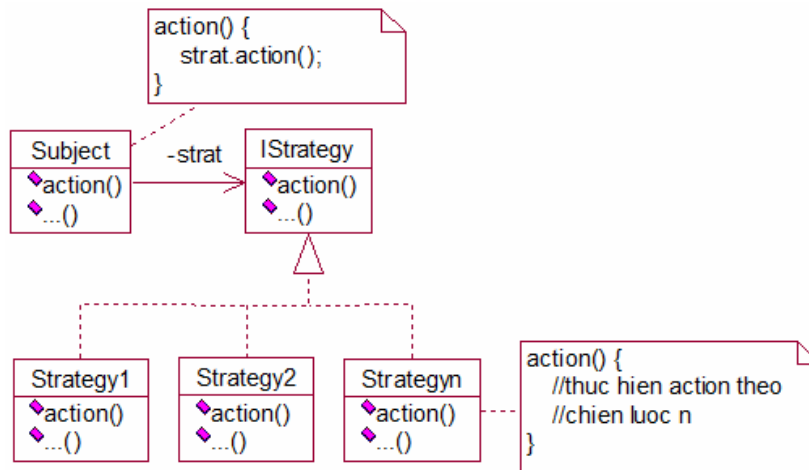 action() {
strat.action();
}
Subject
action()
...()
-strat
IStrategy
action()
...()
Strategy1
action()
...()
Strategy2
action()
...()
Strategyn
action()
...()
action() {
//thuc hien action theo
//chien luoc n
}